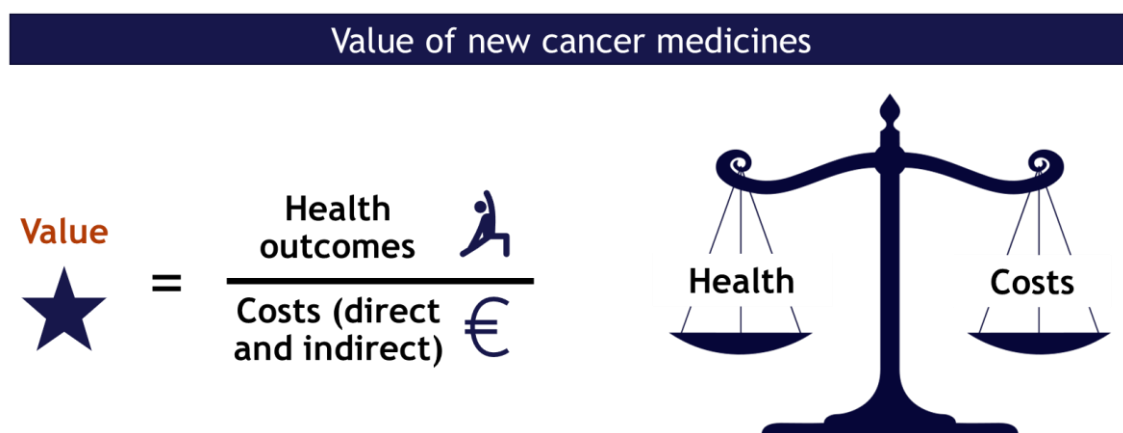 Value of new cancer medicines
Value
=
Health
outcomes
Costs (direct
and indirect)
€
Health
Costs